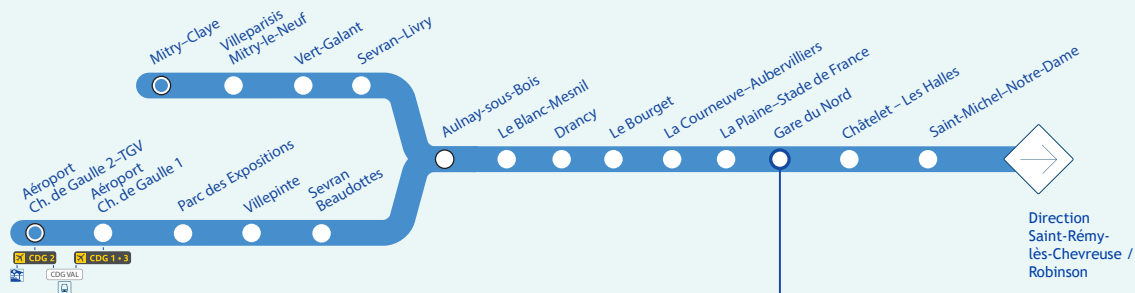 Mitry–Claye
Villeparisis
Mitry-le-Neuf
Vert-Galant
Sevran–Livry
Aulnay-sous-Bois
Le Blanc-Mesnil
Drancy
Le Bourget
La Courneuve–Aubervilliers
La Plaine–Stade de France
Gare du Nord
Châtelet – Les Halles
Saint-Michel–Notre-Dame
Aéroport
Ch. de Gaulle 2–TGV
Aéroport
Ch. de Gaulle 1
Parc des Expositions
Villepinte
Sevran
Beaudottes
CDG 2
CDG 1 • 3
CDG VAL
Direction
Saint-Rémy-
lès-Chevreuse /
Robinson